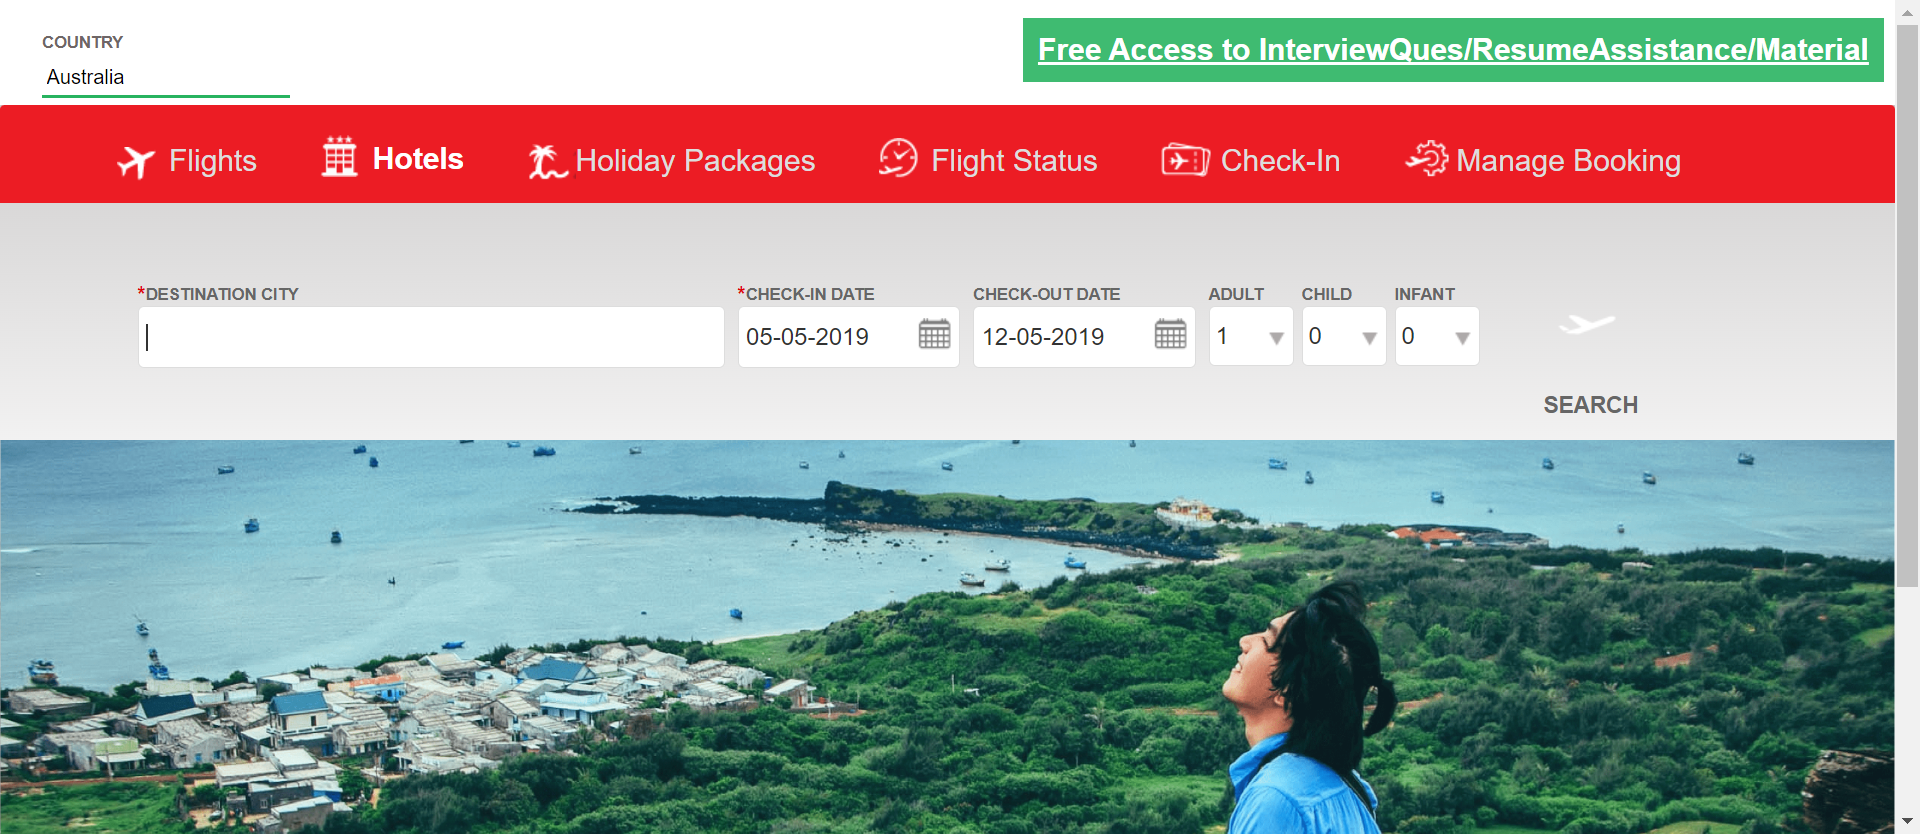 COUNTRY
Australia
Free Access to InterviewQues/ResumeAssistance/Material
Flights
Hotels
Holiday Packages
Flight Status
Check-In
Manage Booking
*DESTINATION CITY
*CHECK-IN DATE
CHECK-OUT DATE
ADULT
CHILD
INFANT
05-05-2019
12-05-2019
1
0
0
SEARCH